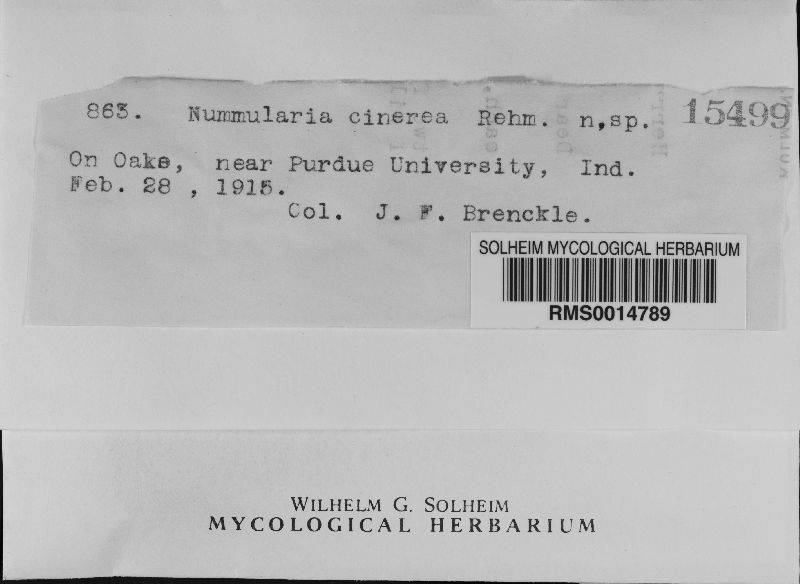 863. Nummularia cinerea Rehm. n,sp. 15499
On Oaks, near Purdue University, Ind.
Feb. 28 , 1915.
Col. J. F. Brenckle.
SOLHEIM MYCOLOGICAL HERBARIUM
RMS0014789
WILHELM G. SOLHEIM
MYCOLOGICAL HERBARIUM